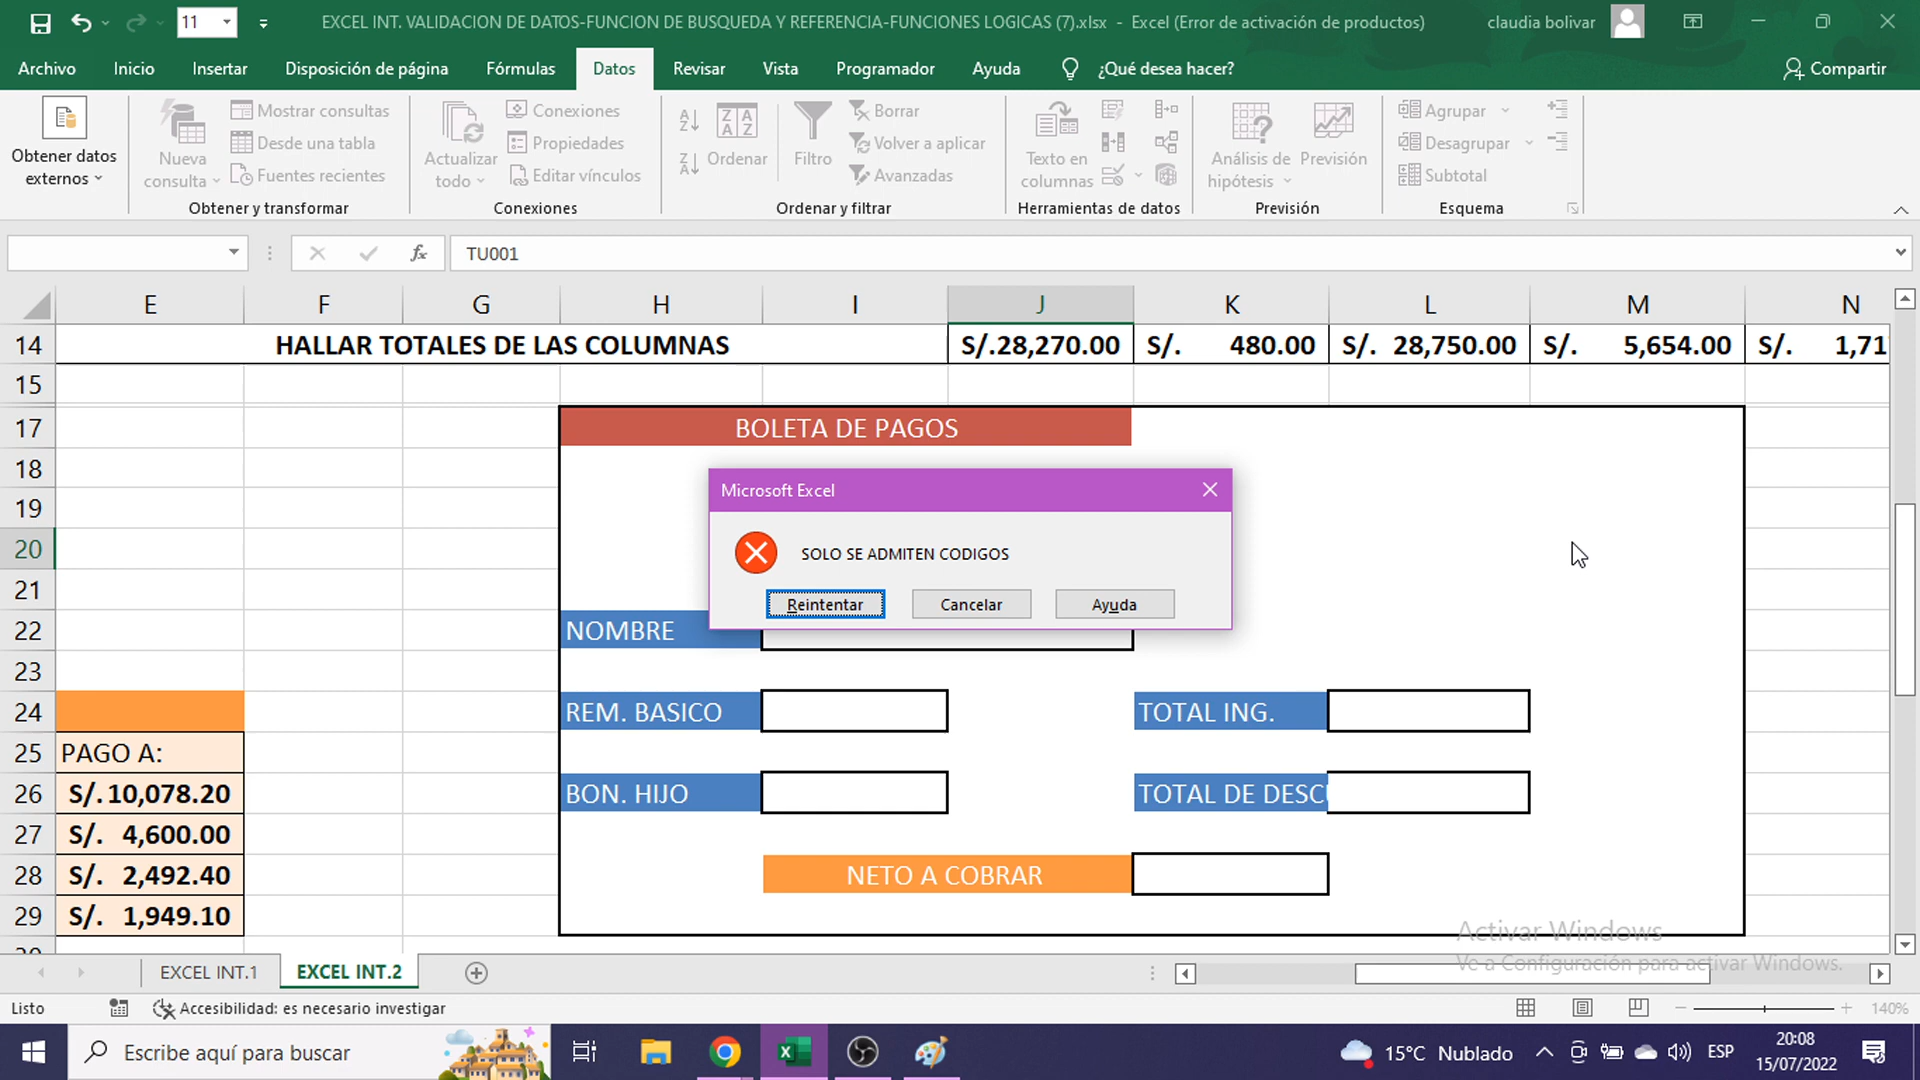 11
EXCEL INT. VALIDACION DE DATOS-FUNCION DE BUSQUEDA Y REFERENCIA-FUNCIONES LOGICAS (7).xlsx - Excel (Error de activación de productos)
claudia bolivar
Archivo Inicio Insertar Disposición de página Fórmulas Datos Revisar Vista Programador Ayuda ¿Qué desea hacer? Compartir
Obtener datos externos
Nueva consulta
Mostrar consultas
Desde una tabla
Fuentes recientes
Obtener y transformar
Actualizar todo
Conexiones
Propiedades
Editar vínculos
Conexiones
Ordenar
Filtro
Borrar
Volver a aplicar
Avanzadas
Ordenar y filtrar
Texto en columnas
Herramientas de datos
Análisis de hipótesis
Previsión
Previsión
Agrupar
Desagrupar
Subtotal
Esquema
fx TU001
E F G H I J K L M N
14 HALLAR TOTALES DE LAS COLUMNAS S/.28,270.00 S/. 480.00 S/. 28,750.00 S/. 5,654.00 S/. 1,71
15
17 BOLETA DE PAGOS
18
Microsoft Excel
19
20 SOLO SE ADMITEN CODIGOS
21 Reintentar Cancelar Ayuda
22 NOMBRE
23
24 REM. BASICO TOTAL ING.
25 PAGO A:
26 S/. 10,078.20 BON. HIJO TOTAL DE DESC
27 S/. 4,600.00
28 S/. 2,492.40 NETO A COBRAR
29 S/. 1,949.10
Activar Windows
Ve a Configuración para activar Windows.
EXCEL INT.1 EXCEL INT.2
Listo Accesibilidad: es necesario investigar 140%
Escribe aquí para buscar
15°C Nublado ESP
20:08
15/07/2022